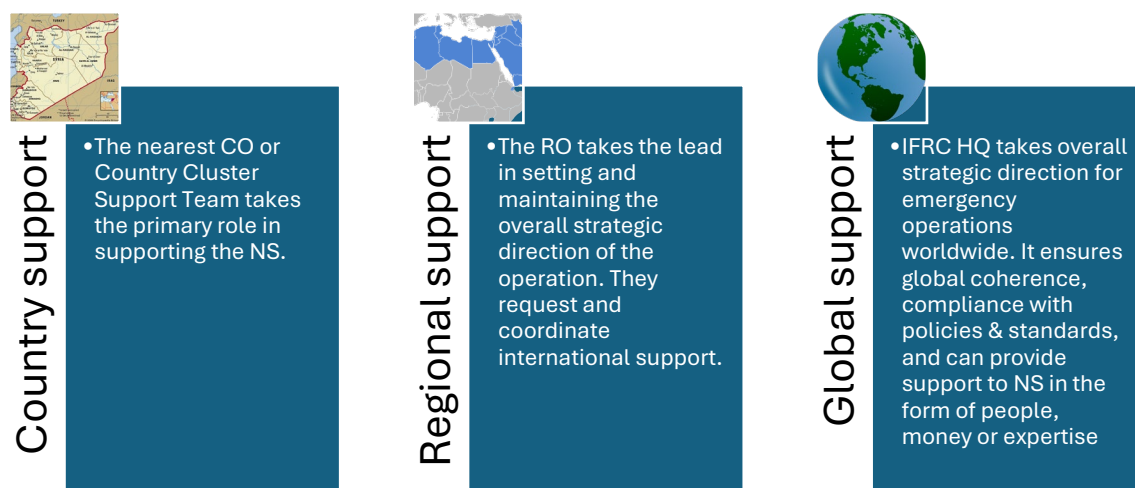 Country support
•The nearest CO or
Country Cluster
Support Team takes
the primary role in
supporting the NS.
Regional support
•The RO takes the lead
in setting and
maintaining the
overall strategic
direction of the
operation. They
request and
coordinate
international support.
Global support
•IFRC HQ takes overall
strategic direction for
emergency
operations
worldwide. It ensures
global coherence,
compliance with
policies & standards,
and can provide
support to NS in the
form of people,
money or expertise